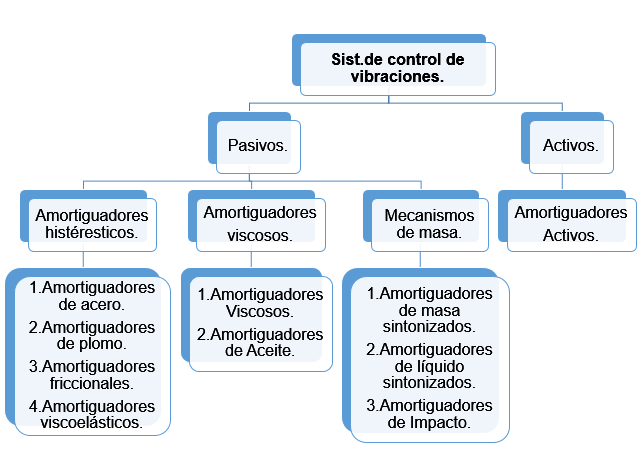 Sist.de control de
vibraciones.
Pasivos.
Activos.
Amortiguadores
histéresticos.
Amortiguadores
viscosos.
Mecanismos
de masa.
Amortiguadores
Activos.
1.Amortiguadores
de acero.
2.Amortiguadores
de plomo.
3.Amortiguadores
friccionales.
4.Amortiguadores
viscoelásticos.
1.Amortiguadores
Viscosos.
2.Amortiguadores
de Aceite.
1.Amortiguadores
de masa
sintonizados.
2.Amortiguadores
de líquido
sintonizados.
3.Amortiguadores
de Impacto.